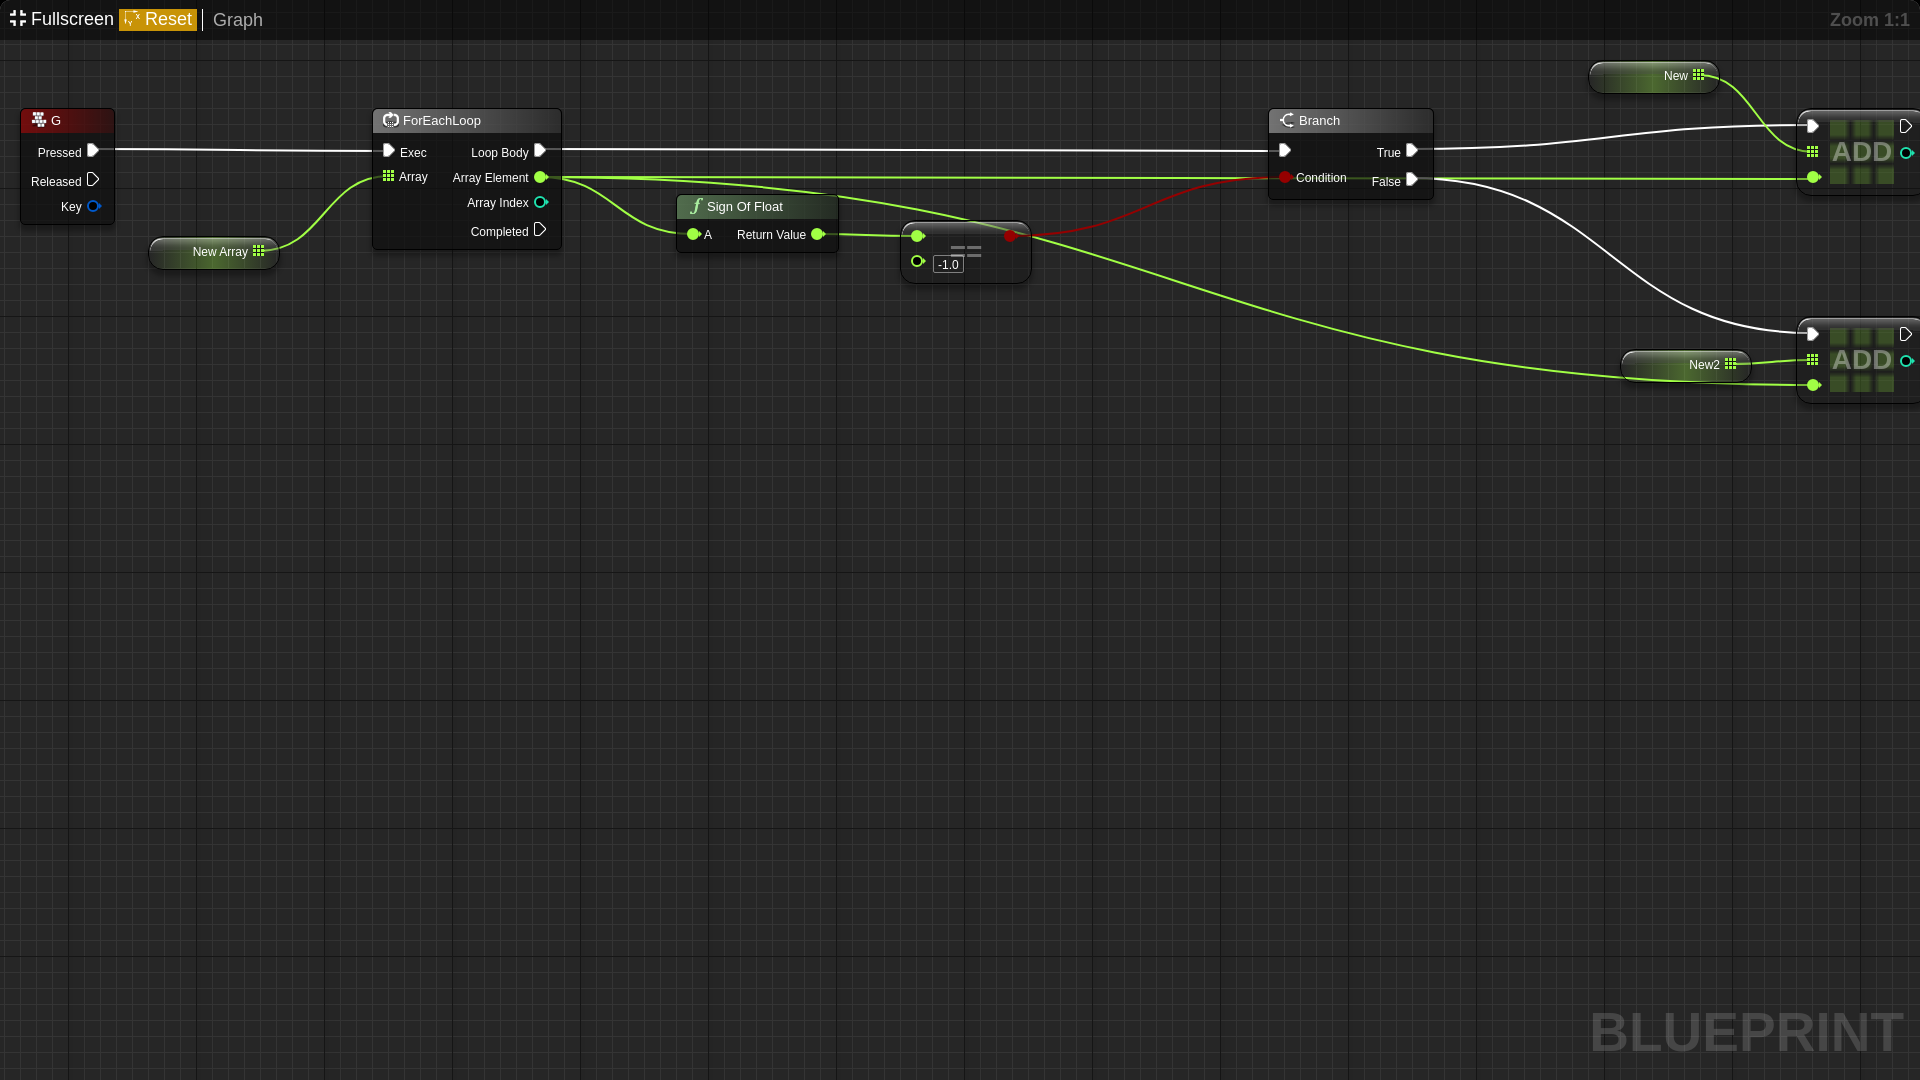 Fullscreen Reset Graph
Zoom 1:1
New
G
Pressed
Released
Key
New Array
ForEachLoop
Exec Loop Body
Array Array Element
Array Index
Completed
Sign Of Float
A Return Value
==
-1.0
Branch
True
Condition
False
ADD
New2
ADD
BLUEPRINT